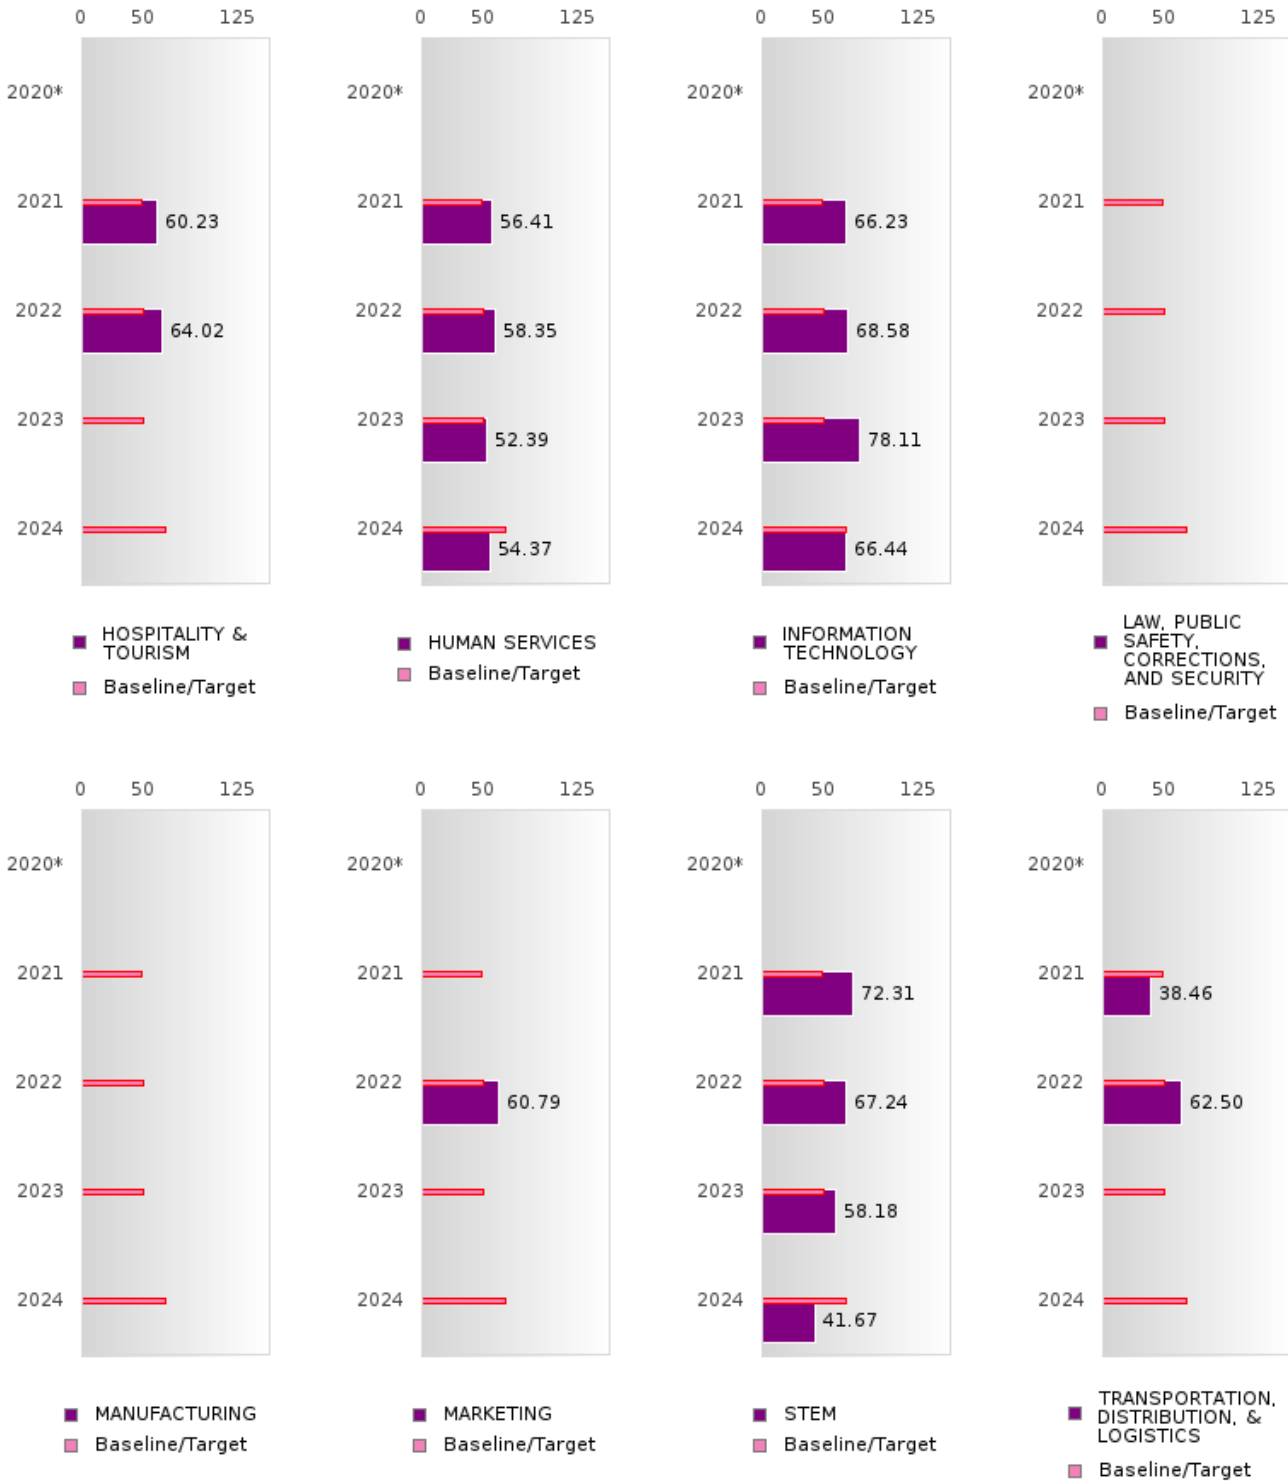 0 50 125
2020*
2021 60.23
2022 64.02
2023
2024
HOSPITALITY &
TOURISM
Baseline/Target
0 50 125
2020*
2021 56.41
2022 58.35
2023 52.39
2024 54.37
HUMAN SERVICES
Baseline/Target
0 50 125
2020*
2021 66.23
2022 68.58
2023 78.11
2024 66.44
INFORMATION
TECHNOLOGY
Baseline/Target
0 50 125
2020*
2021
2022
2023
2024
LAW, PUBLIC
SAFETY,
CORRECTIONS,
AND SECURITY
Baseline/Target
0 50 125
2020*
2021
2022
2023
2024
MANUFACTURING
Baseline/Target
0 50 125
2020*
2021
2022 60.79
2023
2024
MARKETING
Baseline/Target
0 50 125
2020*
2021 72.31
2022 67.24
2023 58.18
2024 41.67
STEM
Baseline/Target
0 50 125
2020*
2021 38.46
2022 62.50
2023
2024
TRANSPORTATION,
DISTRIBUTION, &
LOGISTICS
Baseline/Target